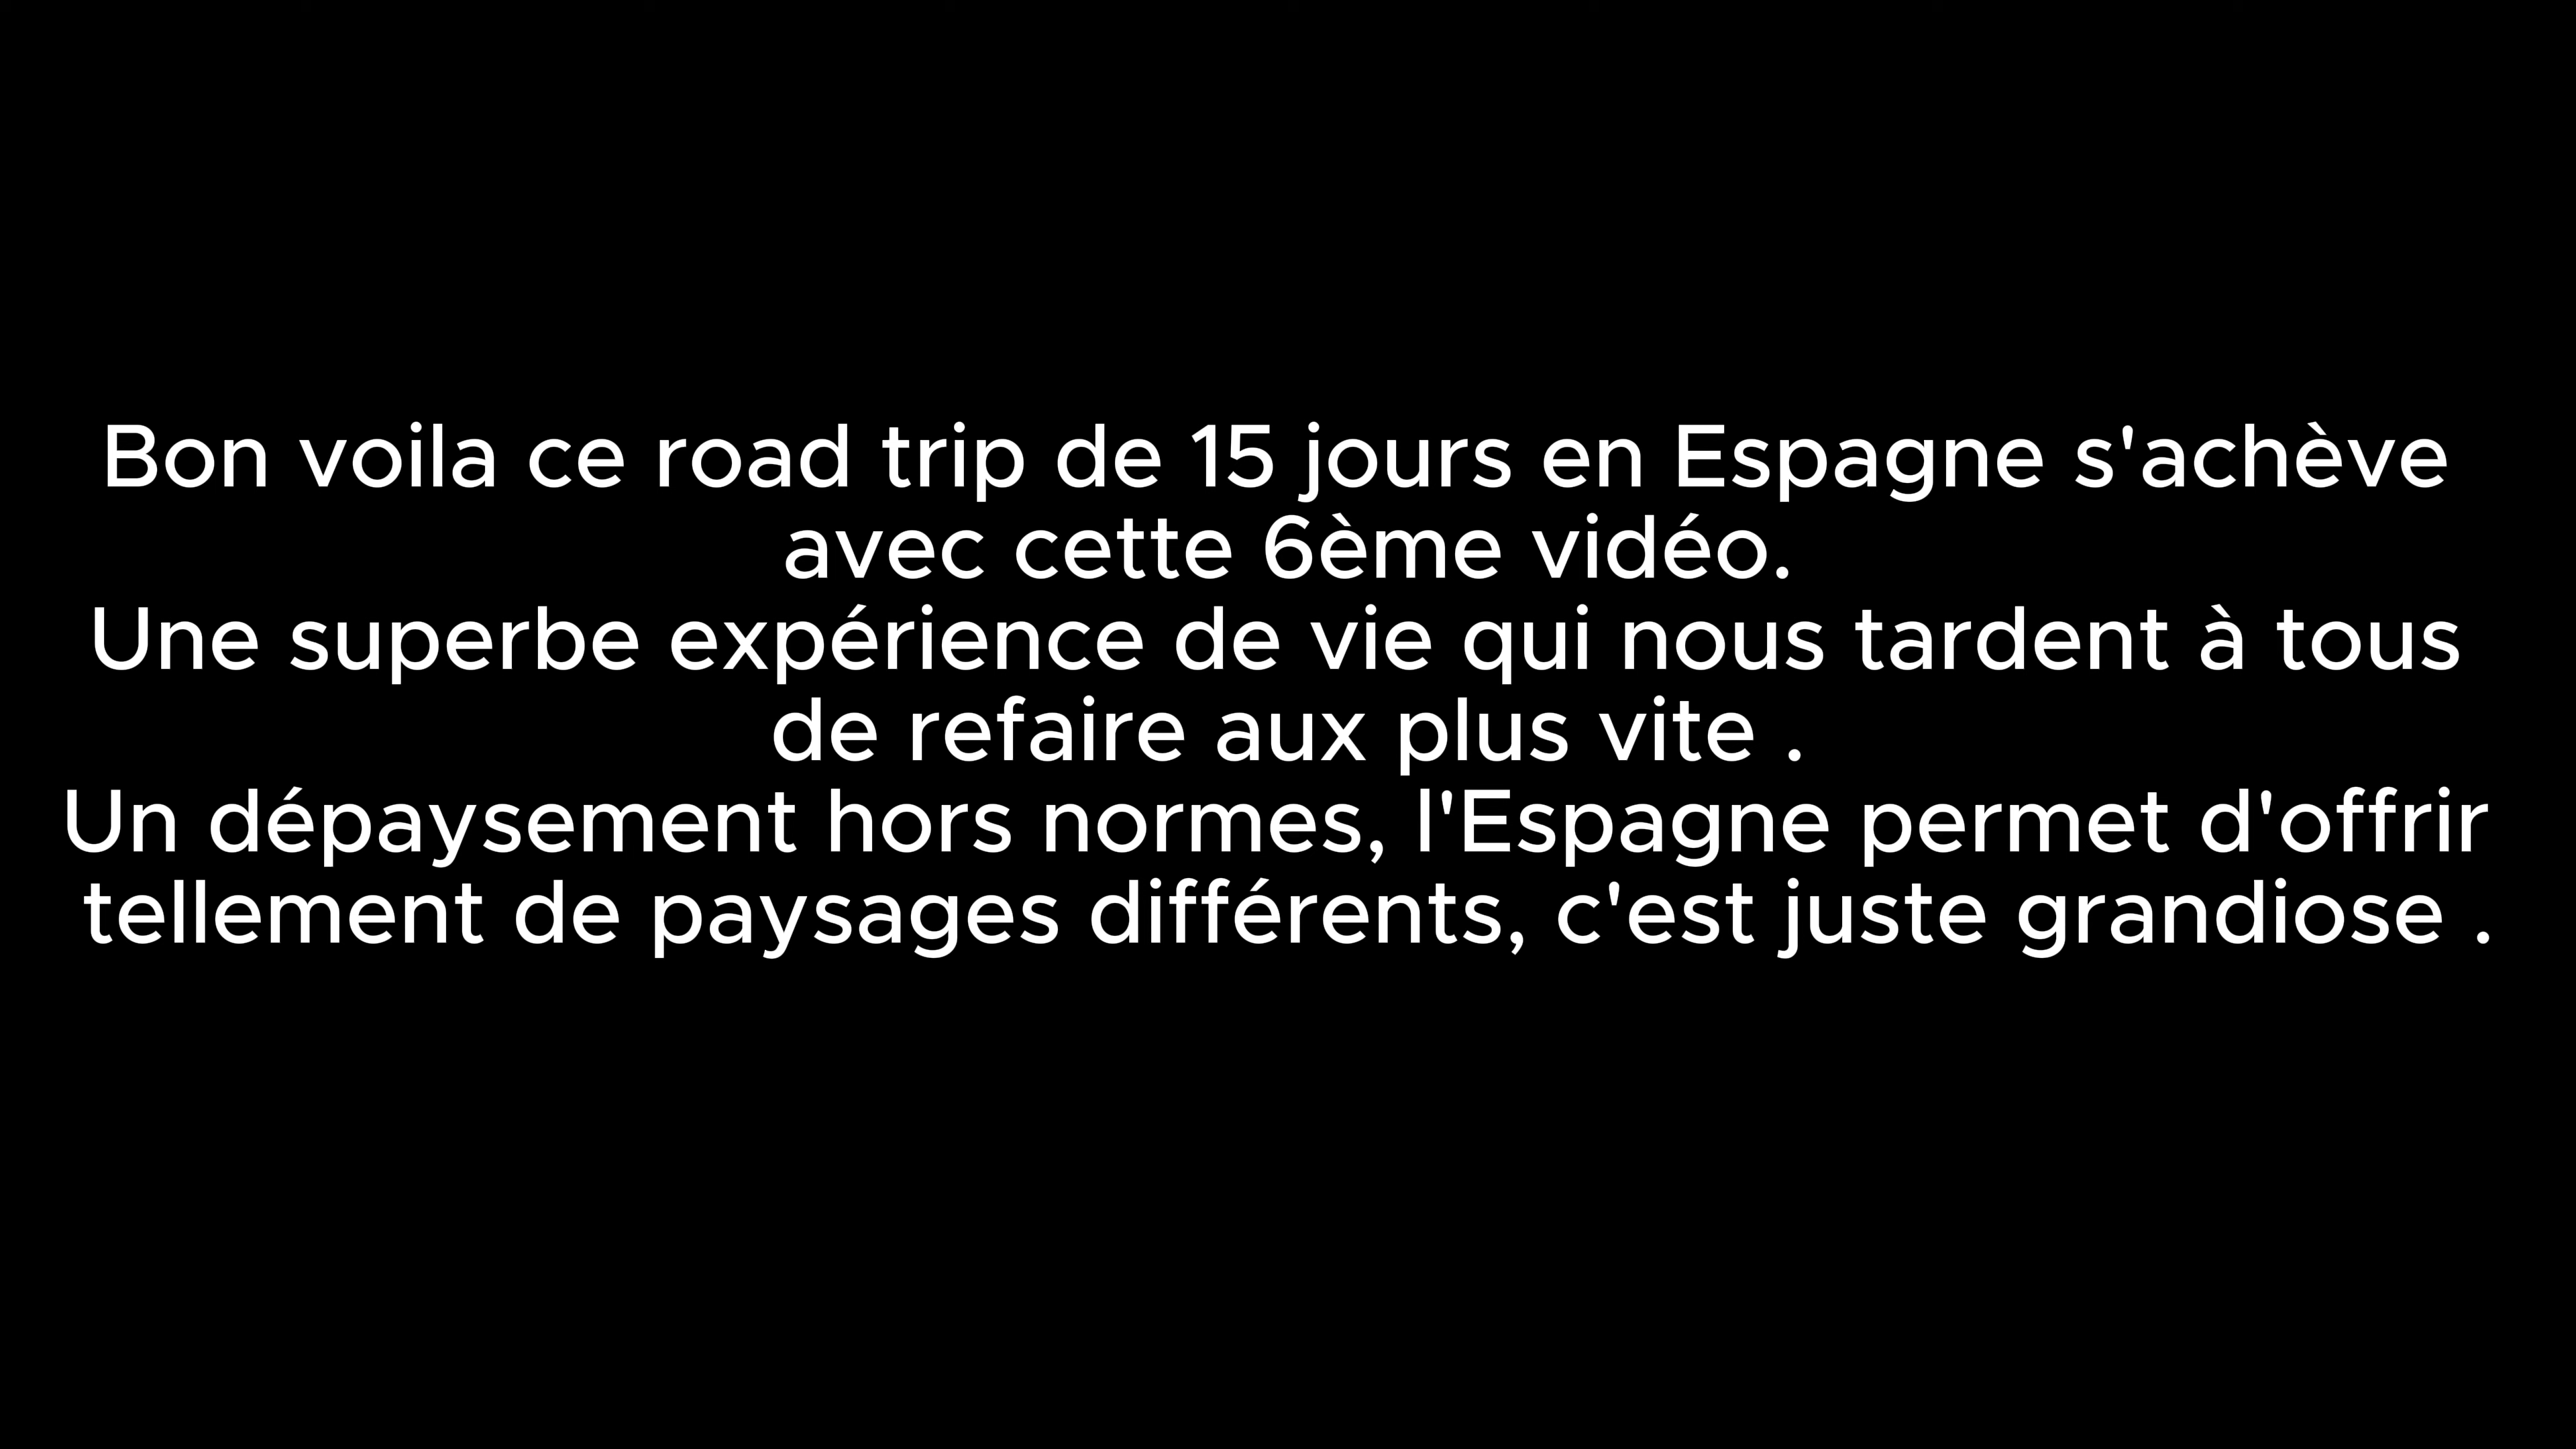 Bon voila ce road trip de 15 jours en Espagne s'achève
avec cette 6ème vidéo.
Une superbe expérience de vie qui nous tardent à tous
de refaire aux plus vite .
Un dépaysement hors normes, l'Espagne permet d'offrir
tellement de paysages différents, c'est juste grandiose .